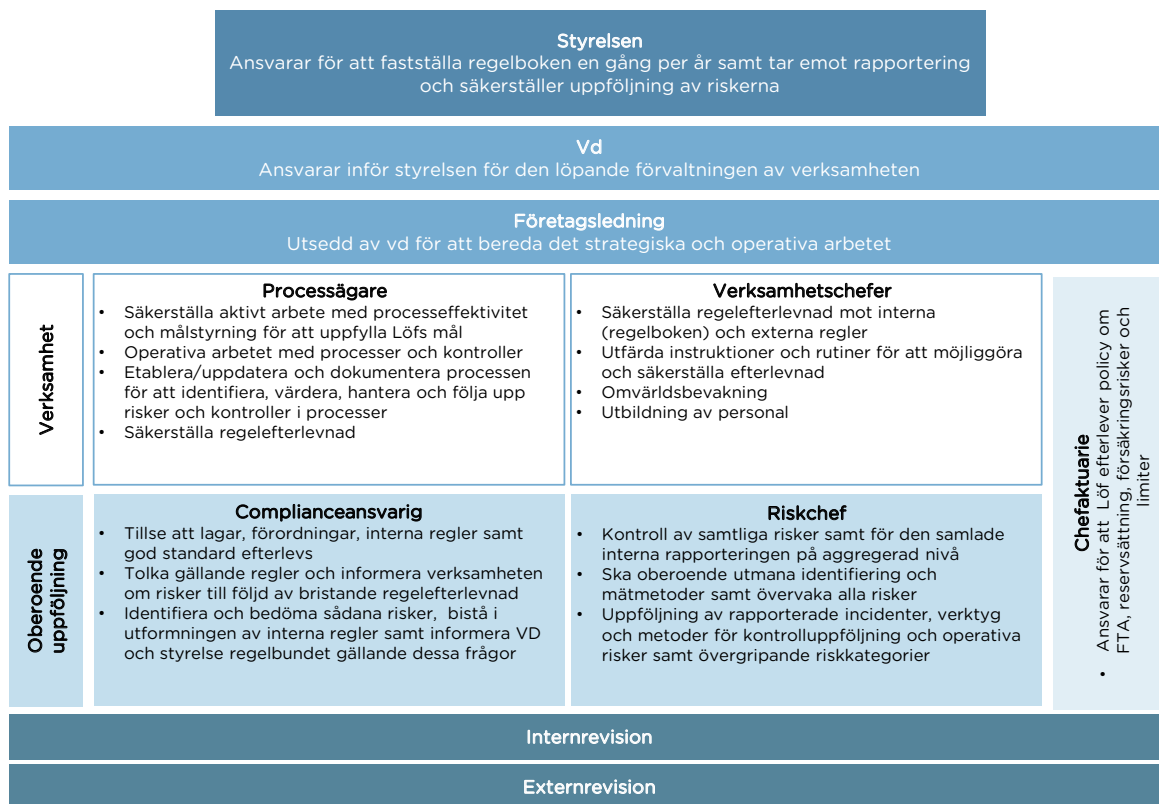 Styrelsen
Ansvarar för att fastställa regelboken en gång per år samt tar emot rapportering
och säkerställer uppföljning av riskerna
Vd
Ansvarar inför styrelsen för den löpande förvaltningen av verksamheten
Företagsledning
Utsedd av vd för att bereda det strategiska och operativa arbetet
Verksamhet
Processägare
• Säkerställa aktivt arbete med processeffektivitet
och målstyrning för att uppfylla Löfs mål
• Operativa arbetet med processer och kontroller
• Etablera/uppdatera och dokumentera processen
för att identifiera, värdera, hantera och följa upp
risker och kontroller i processer
• Säkerställa regelefterlevnad
Verksamhetschefer
• Säkerställa regelefterlevnad mot interna
(regelboken) och externa regler
• Utfärda instruktioner och rutiner för att möjliggöra
och säkerställa efterlevnad
• Omvärldsbevakning
• Utbildning av personal
Oberoende
uppföljning
Complianceansvarig
• Tillse att lagar, förordningar, interna regler samt
god standard efterlevs
• Tolka gällande regler och informera verksamheten
om risker till följd av bristande regelefterlevnad
• Identifiera och bedöma sådana risker, bistå i
utformningen av interna regler samt informera VD
och styrelse regelbundet gällande dessa frågor
Riskchef
• Kontroll av samtliga risker samt för den samlade
interna rapporteringen på aggregerad nivå
• Ska oberoende utmana identifiering och
mätmetoder samt övervaka alla risker
• Uppföljning av rapporterade incidenter, verktyg
och metoder för kontrolluppföljning och operativa
risker samt övergripande riskkategorier
Chefaktuarie
• Ansvarar för att Löf efterlever policy om
FTA, reservsättning, försäkringsrisker och
limiter
Internrevision
Externrevision